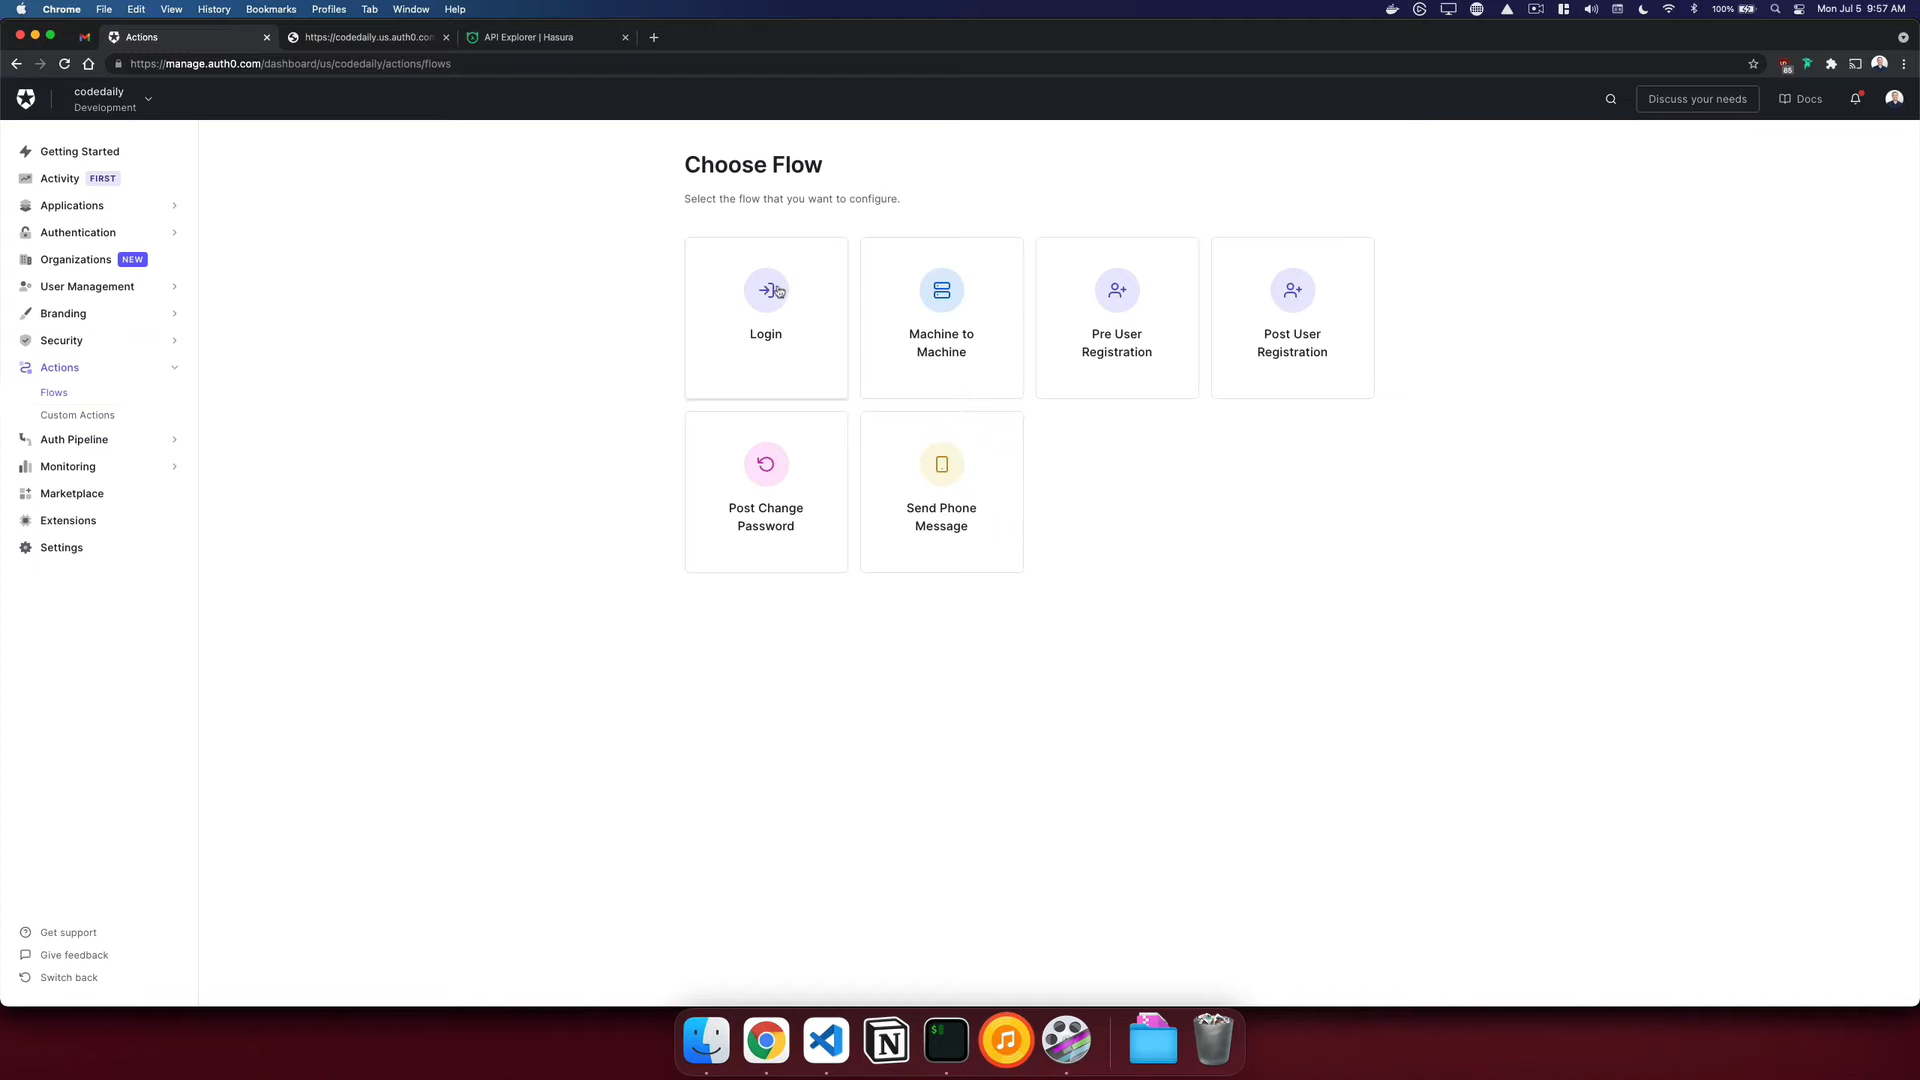 Chrome File Edit View History Bookmarks Profiles Tab Window Help
100% Mon Jul 5 9:57 AM
Actions
https://codedaily.us.auth0.com
API Explorer | Hasura
https://manage.auth0.com/dashboard/us/codedaily/actions/flows
85
codedaily
Development
Discuss your needs
Docs
Getting Started
Activity FIRST
Applications
Authentication
Organizations NEW
User Management
Branding
Security
Actions
Flows
Custom Actions
Auth Pipeline
Monitoring
Marketplace
Extensions
Settings
Get support
Give feedback
Switch back
Choose Flow
Select the flow that you want to configure.
Login
Machine to
Machine
Pre User
Registration
Post User
Registration
Post Change
Password
Send Phone
Message